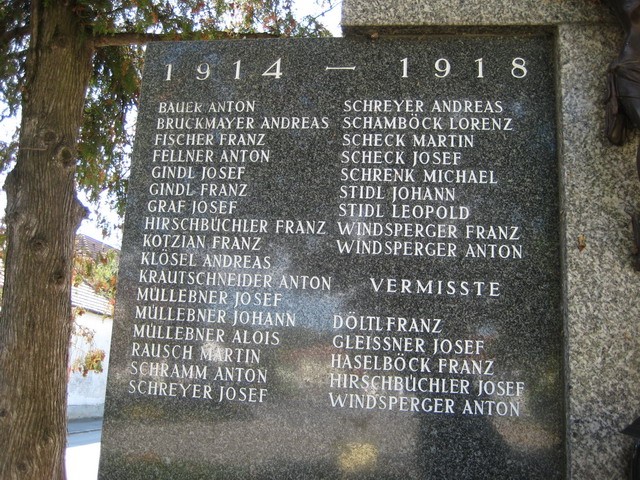 1914 — 1918
BAUER ANTON
BRUCKMAYER ANDREAS
FISCHER FRANZ
FELLNER ANTON
GINDL JOSEF
GINDL FRANZ
GRAF JOSEF
HIRSCHBÜCHLER FRANZ
KOTZIAN FRANZ
KLÖSEL ANDREAS
KRAUTSCHNEIDER ANTON
MÜLLEBNER JOSEF
MÜLLEBNER JOHANN
MÜLLEBNER ALOIS
RAUSCH MARTIN
SCHRAMM ANTON
SCHREYER JOSEF
SCHREYER ANDREAS
SCHAMBÖCK LORENZ
SCHECK MARTIN
SCHECK JOSEF
SCHRENK MICHAEL
STIDL JOHANN
STIDL LEOPOLD
WINDSPERGER FRANZ
WINDSPERGER ANTON
VERMISSTE
DÖLTL FRANZ
GLEISSNER JOSEF
HASELBÖCK FRANZ
HIRSCHBÜCHLER JOSEF
WINDSPERGER ANTON